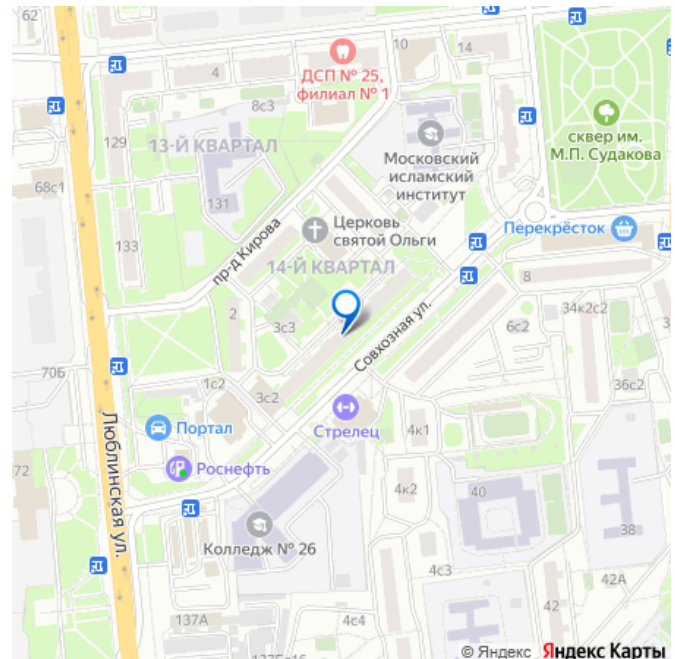 62
4
10
14
ДСП № 25,
филиал № 1
8с3
129
13-Й КВАРТАЛ
Московский
исламский
институт
сквер им.
М.П. Судакова
68с1
131
133
пр-д Кирова
Церковь
святой Ольги
Перекрёсток
14-Й КВАРТАЛ
8
2
3с3
34к2с2
6с2
Совхозная ул.
70Б
1с2
3с2
36с2
Люблинская ул.
Портал
Стрелец
4к1
Роснефть
72
4к2
40
38
Колледж № 26
4с3
42А
42
137А
4с4
© Яндекс Яндекс Карты